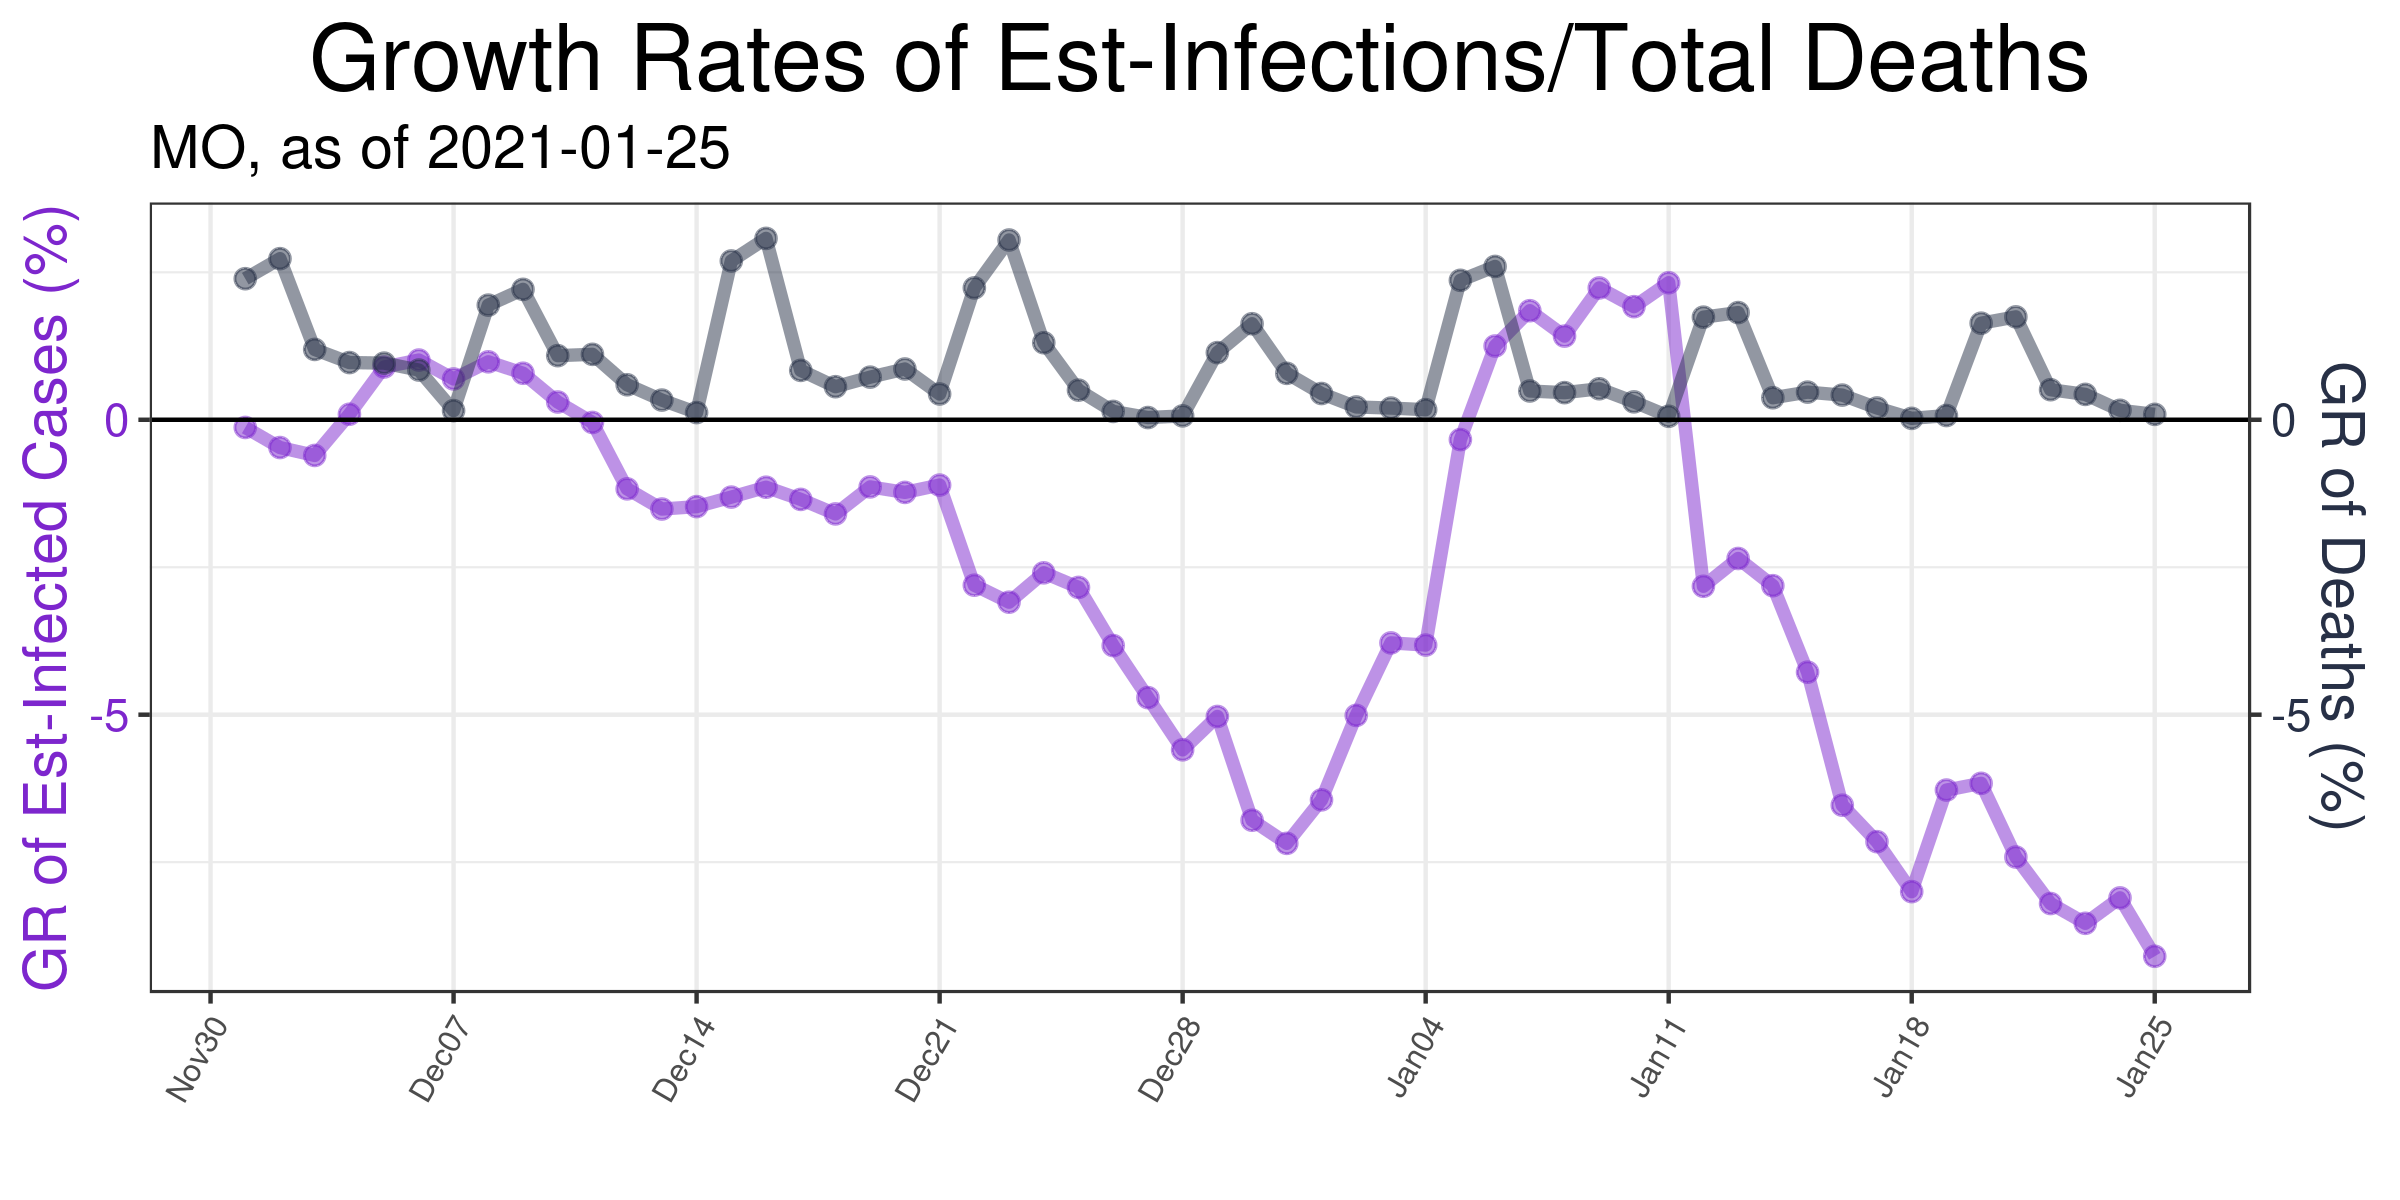 Growth Rates of Est-Infections/Total Deaths
MO, as of 2021-01-25
GR of Est-Infected Cases (%)
0
-5
0
-5
GR of Deaths (%)
Nov30
Dec07
Dec14
Dec21
Dec28
Jan04
Jan11
Jan18
Jan25